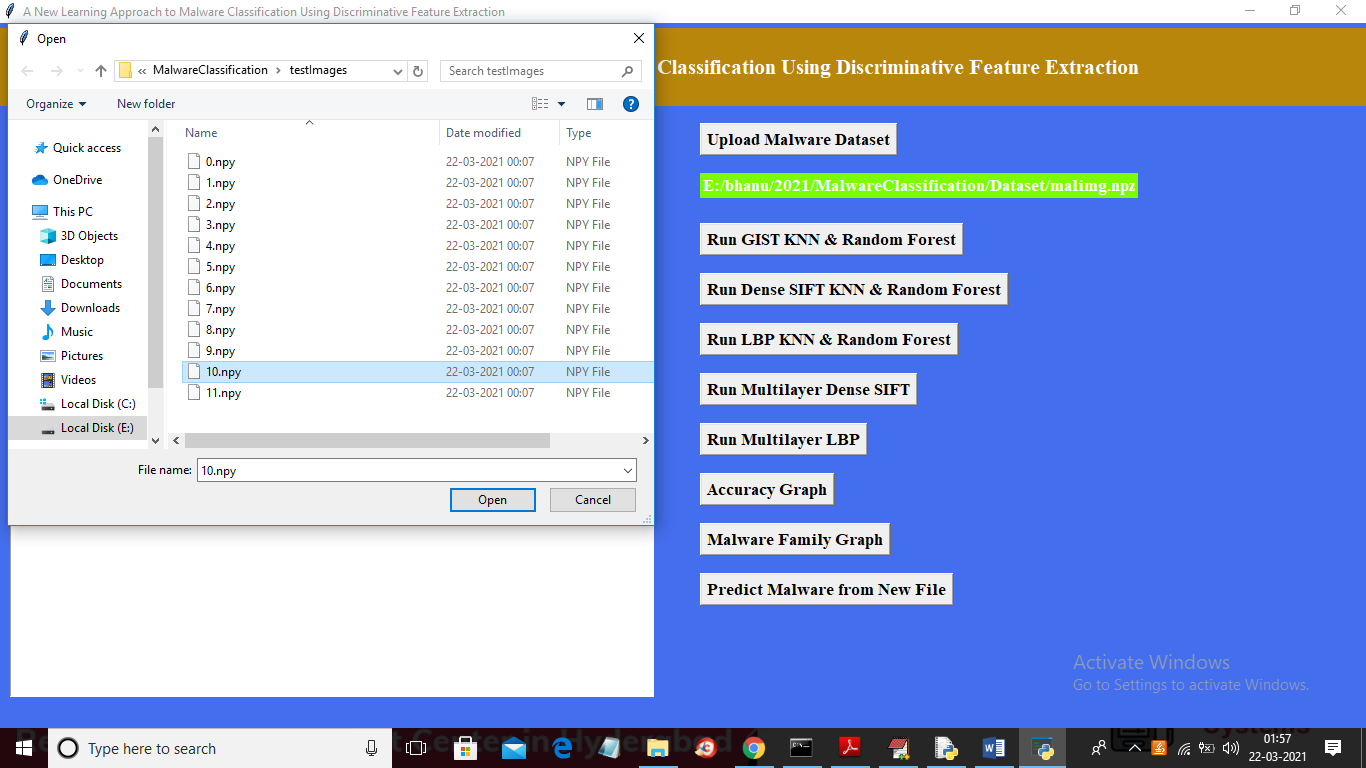 A New Learning Approach to Malware Classification Using Discriminative Feature Extraction
Open
« MalwareClassification › testImages
Search testImages
Organize
New folder
Name
Date modified
Type
Quick access
OneDrive
This PC
3D Objects
Desktop
Documents
Downloads
Music
Pictures
Videos
Local Disk (C:)
Local Disk (E:)
0.npy 22-03-2021 00:07 NPY File
1.npy 22-03-2021 00:07 NPY File
2.npy 22-03-2021 00:07 NPY File
3.npy 22-03-2021 00:07 NPY File
4.npy 22-03-2021 00:07 NPY File
5.npy 22-03-2021 00:07 NPY File
6.npy 22-03-2021 00:07 NPY File
7.npy 22-03-2021 00:07 NPY File
8.npy 22-03-2021 00:07 NPY File
9.npy 22-03-2021 00:07 NPY File
10.npy 22-03-2021 00:07 NPY File
11.npy 22-03-2021 00:07 NPY File
File name: 10.npy
Open
Cancel
Classification Using Discriminative Feature Extraction
Upload Malware Dataset
E:/bhanu/2021/MalwareClassification/Dataset/malimg.npz
Run GIST KNN & Random Forest
Run Dense SIFT KNN & Random Forest
Run LBP KNN & Random Forest
Run Multilayer Dense SIFT
Run Multilayer LBP
Accuracy Graph
Malware Family Graph
Predict Malware from New File
Activate Windows
Go to Settings to activate Windows.
Type here to search
01:57
22-03-2021